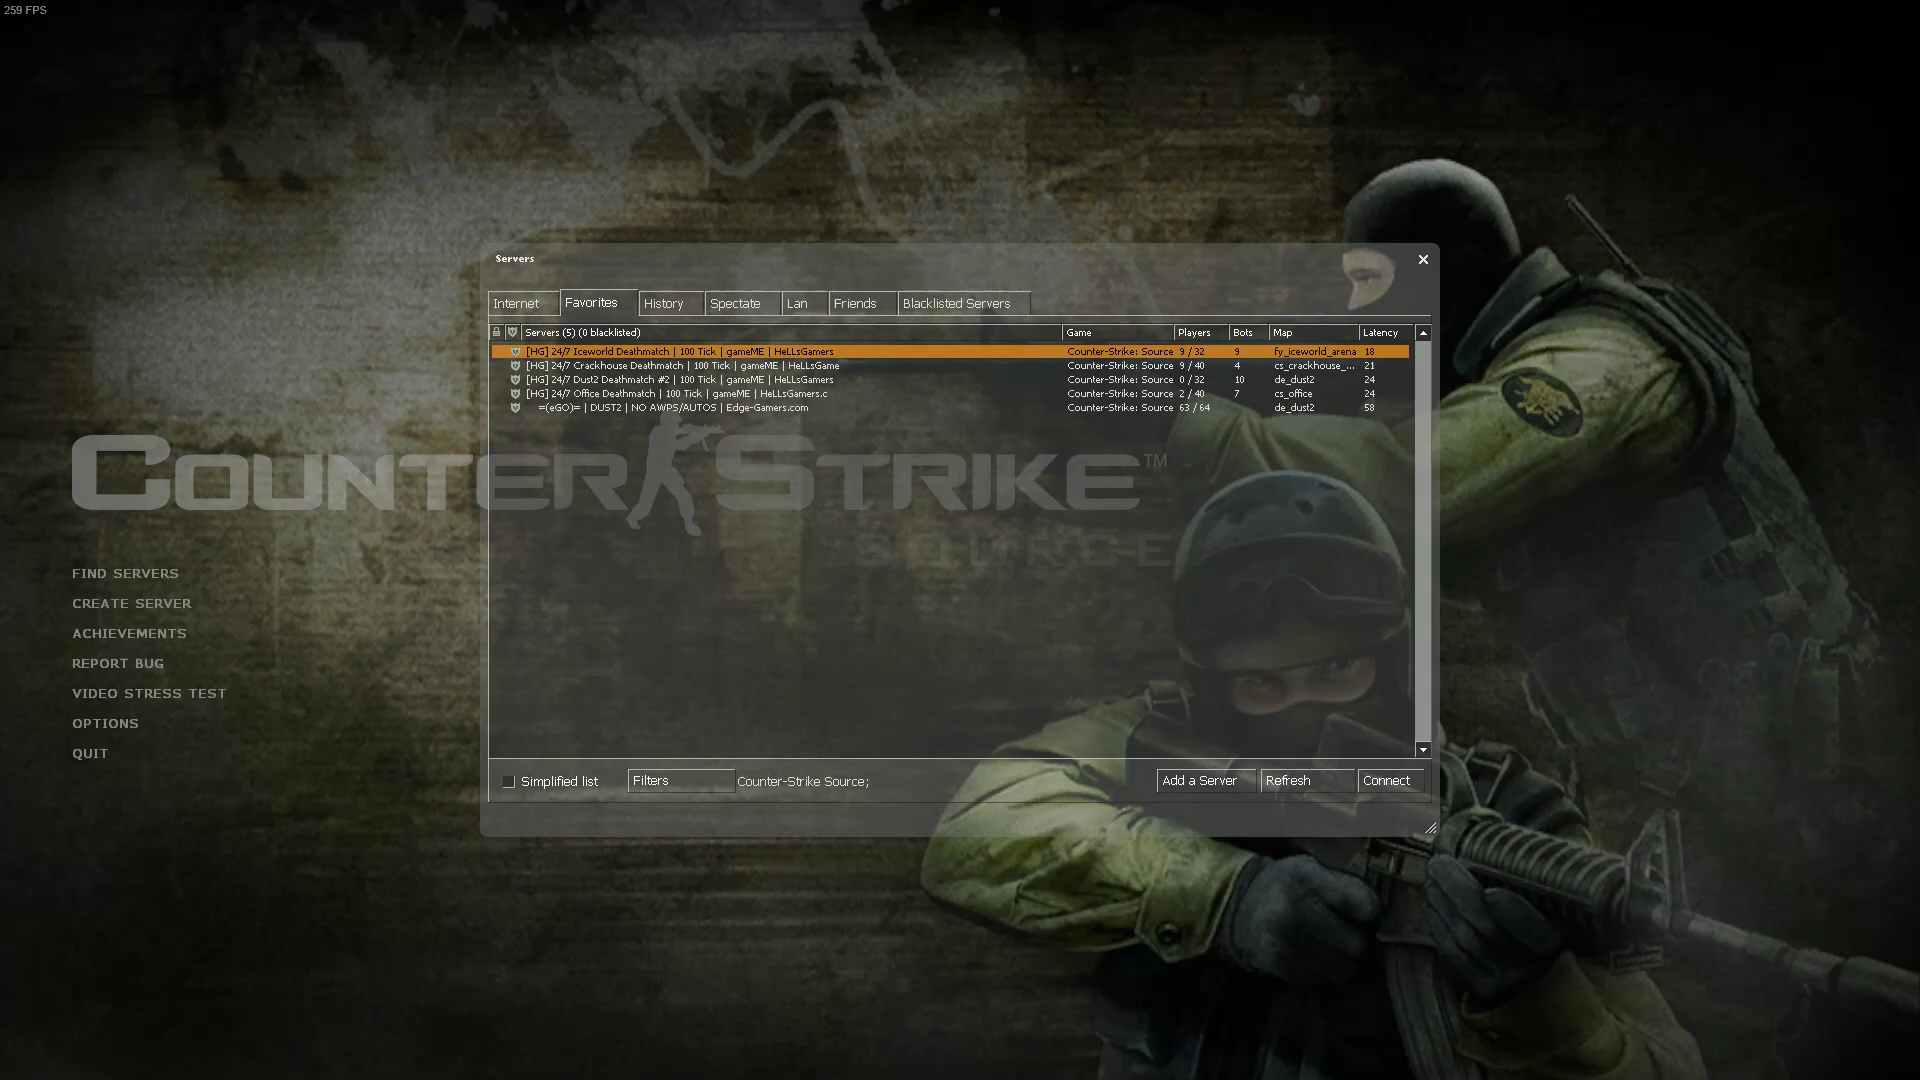 259 FPS
Servers
Internet Favorites History Spectate Lan Friends Blacklisted Servers
Servers (5) (0 blacklisted) Game Players Bots Map Latency
[HG] 24/7 Iceworld Deathmatch | 100 Tick | gameME | HeLLsGamers Counter-Strike: Source 9 / 32 9 fy_iceworld_arena 18
[HG] 24/7 Crackhouse Deathmatch | 100 Tick | gameME | HeLLsGame Counter-Strike: Source 9 / 40 4 cs_crackhouse_... 21
[HG] 24/7 Dust2 Deathmatch #2 | 100 Tick | gameME | HeLLsGamers Counter-Strike: Source 0 / 32 10 de_dust2 24
[HG] 24/7 Office Deathmatch | 100 Tick | gameME | HeLLsGamers.c Counter-Strike: Source 2 / 40 7 cs_office 24
=(eGO)= | DUST2 | NO AWPS/AUTOS | Edge-Gamers.com Counter-Strike: Source 63 / 64 de_dust2 58
COUNTER STRIKE™
SOURCE
FIND SERVERS
CREATE SERVER
ACHIEVEMENTS
REPORT BUG
VIDEO STRESS TEST
OPTIONS
QUIT
Simplified list Filters Counter-Strike Source; Add a Server Refresh Connect